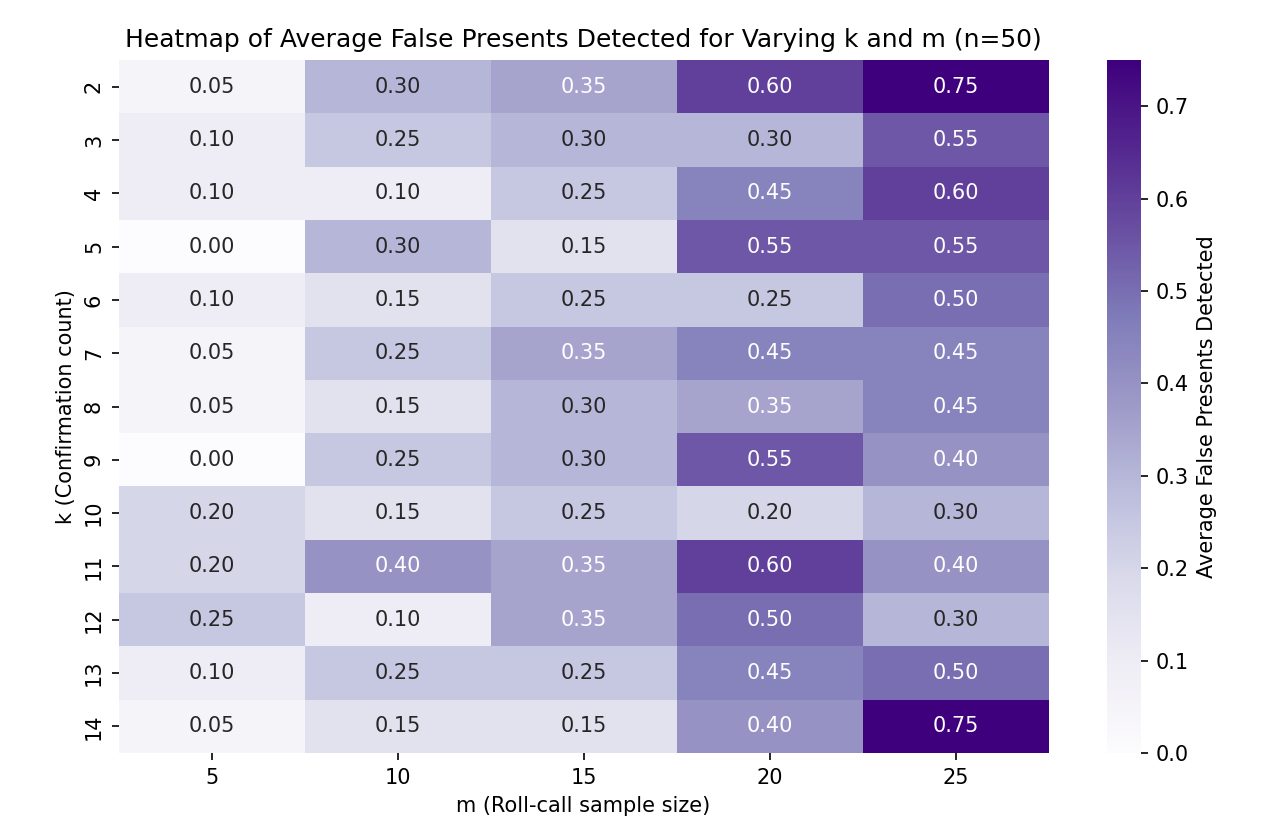 Heatmap of Average False Presents Detected for Varying k and m (n=50)
k (Confirmation count)
2 0.05 0.30 0.35 0.60 0.75
3 0.10 0.25 0.30 0.30 0.55
4 0.10 0.10 0.25 0.45 0.60
5 0.00 0.30 0.15 0.55 0.55
6 0.10 0.15 0.25 0.25 0.50
7 0.05 0.25 0.35 0.45 0.45
8 0.05 0.15 0.30 0.35 0.45
9 0.00 0.25 0.30 0.55 0.40
10 0.20 0.15 0.25 0.20 0.30
11 0.20 0.40 0.35 0.60 0.40
12 0.25 0.10 0.35 0.50 0.30
13 0.10 0.25 0.25 0.45 0.50
14 0.05 0.15 0.15 0.40 0.75
5 10 15 20 25
m (Roll-call sample size)
0.7
0.6
0.5
0.4
0.3
0.2
0.1
0.0
Average False Presents Detected